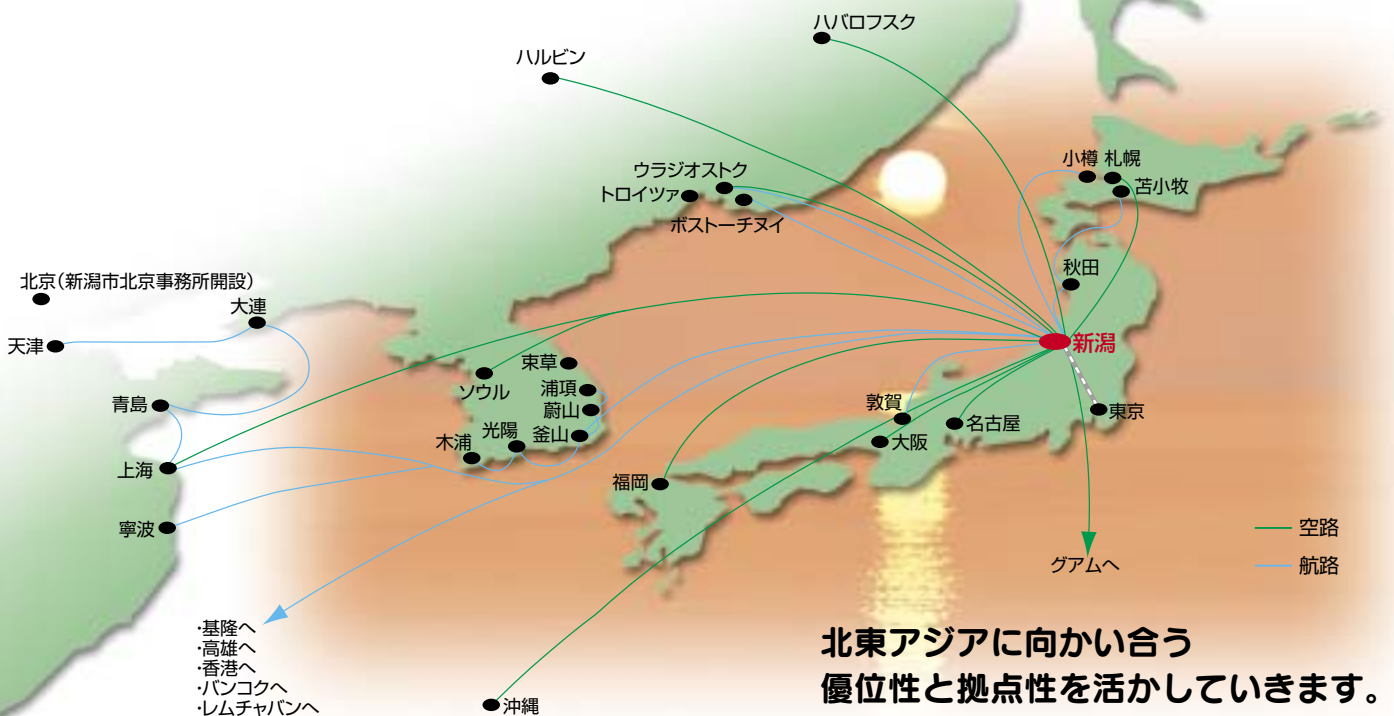 ハバロフスク
ハルビン
ウラジオストク
トロイツァ
ボストーチヌイ
小樽
札幌
苫小牧
秋田
北京(新潟市北京事務所開設)
大連
天津
新潟
束草
ソウル
浦項
青島
蔚山
敦賀
東京
光陽
釜山
名古屋
木浦
大阪
上海
福岡
寧波
空路
グアムへ
航路
・基隆へ
・高雄へ
・香港へ
・バンコクへ
・レムチャバンへ
沖縄
北東アジアに向かい合う
優位性と拠点性を活かしていきます。